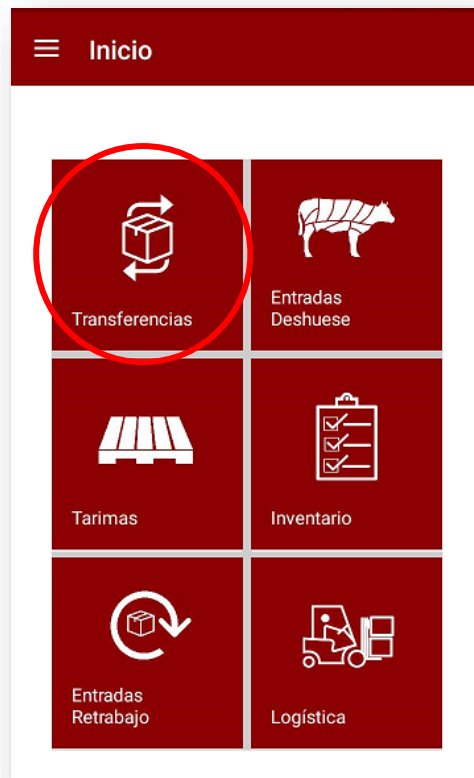 Inicio
Transferencias
Entradas
Deshuese
Tarimas
Inventario
Entradas
Retrabajo
Logística